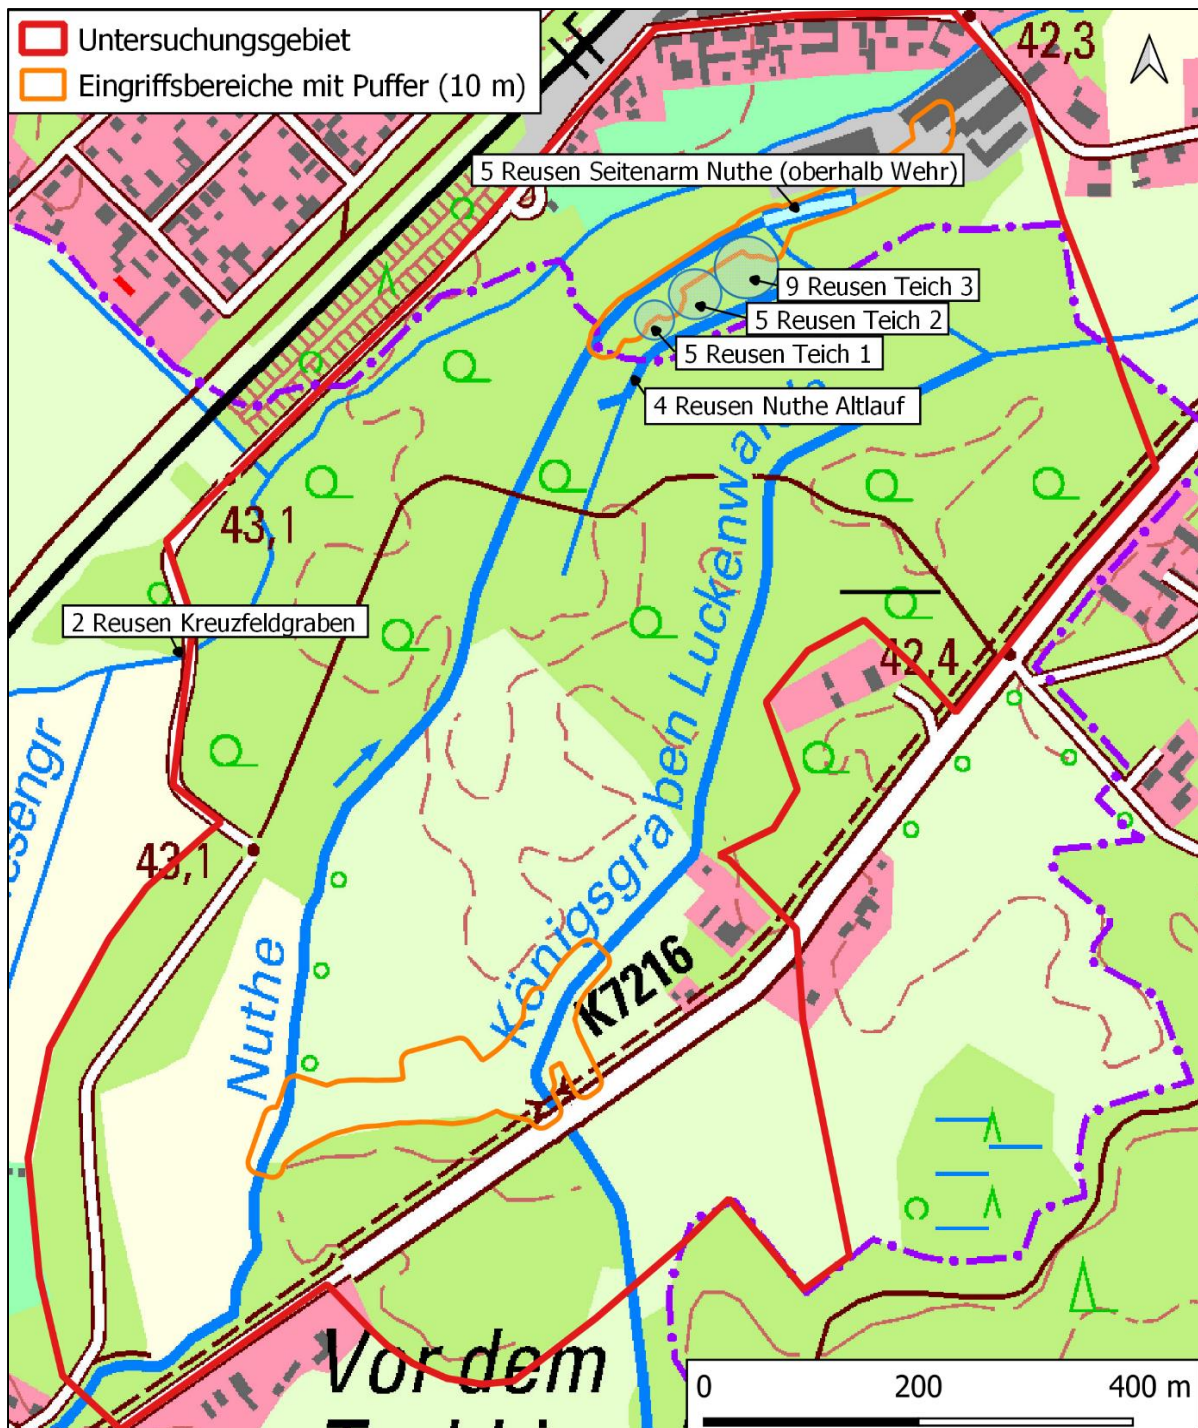 Untersuchungsgebiet
Eingriffsbereiche mit Puffer (10 m)
42,3
5 Reusen Seitenarm Nuthe (oberhalb Wehr)
9 Reusen Teich 3
5 Reusen Teich 2
5 Reusen Teich 1
4 Reusen Nuthe Altlauf
43,1
2 Reusen Kreuzfeldgraben
42,4
Königsgraben
43,1
Nuthe
K7216
Vor dem
0 200 400 m